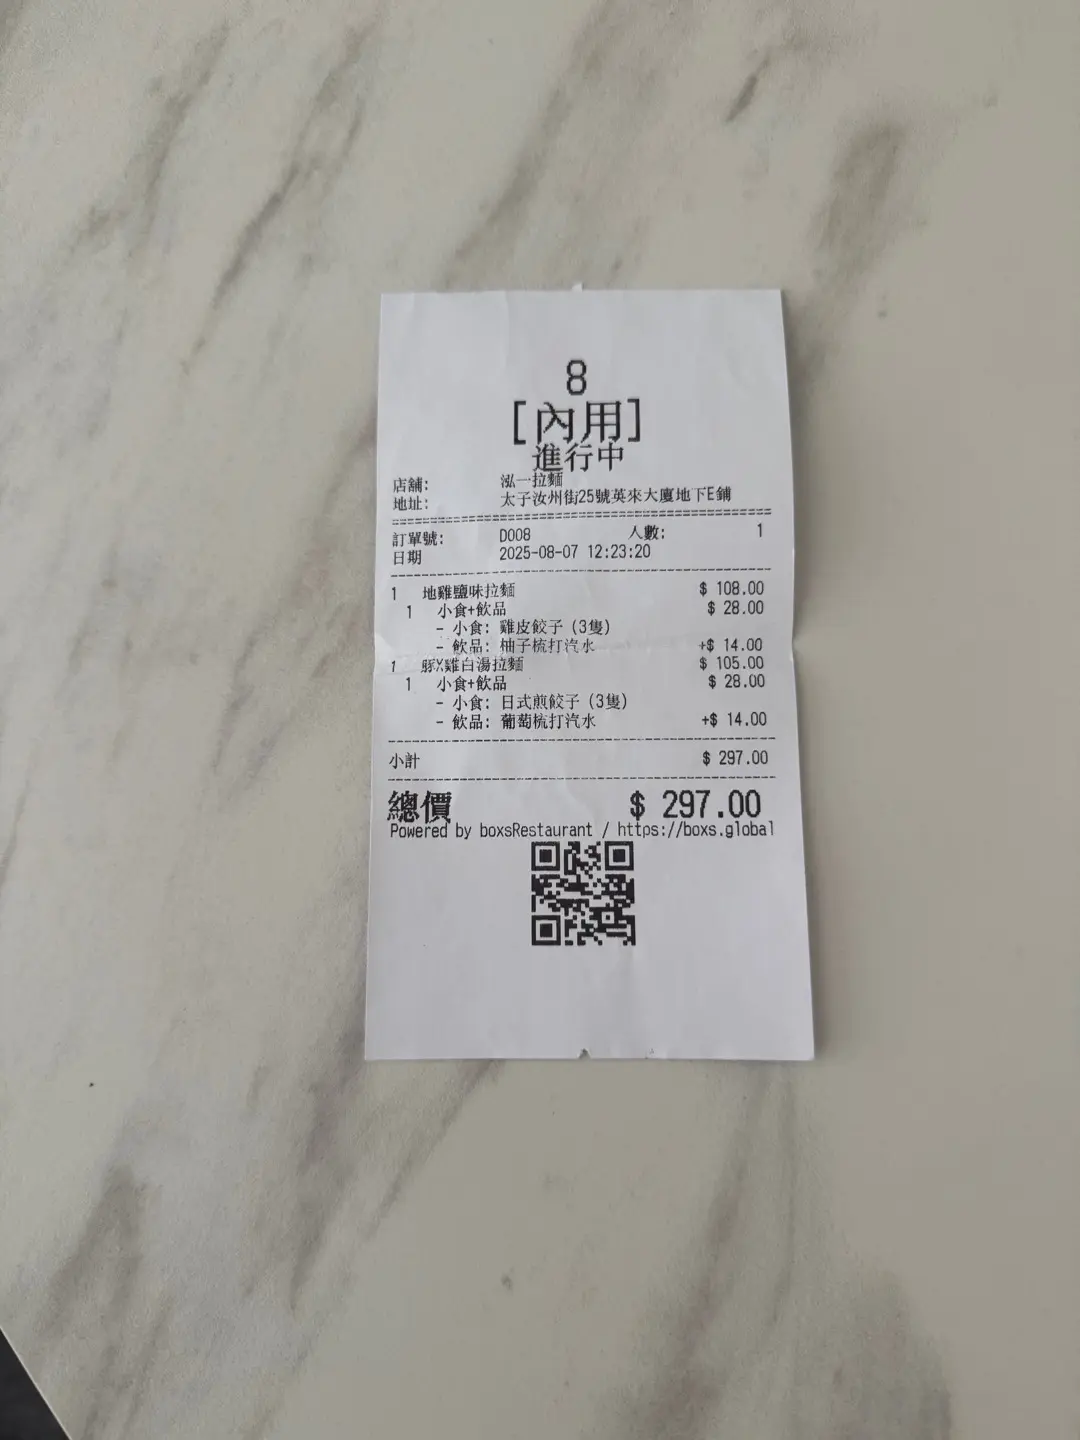 8
[內用]
進行中
店舖: 泓一拉麵
地址: 太子汝州街25號英來大廈地下E鋪
訂單號: D008 人數: 1
日期 2025-08-07 12:23:20
1 地雞鹽味拉麵 $ 108.00
1 小食+飲品 $ 28.00
- 小食: 雞皮餃子 (3隻)
- 飲品: 柚子梳打汽水 +$ 14.00
1 豚X雞白湯拉麵 $ 105.00
1 小食+飲品 $ 28.00
- 小食: 日式煎餃子 (3隻)
- 飲品: 葡萄梳打汽水 +$ 14.00
小計 $ 297.00
總價 $ 297.00
Powered by boxsRestaurant / https://boxs.global